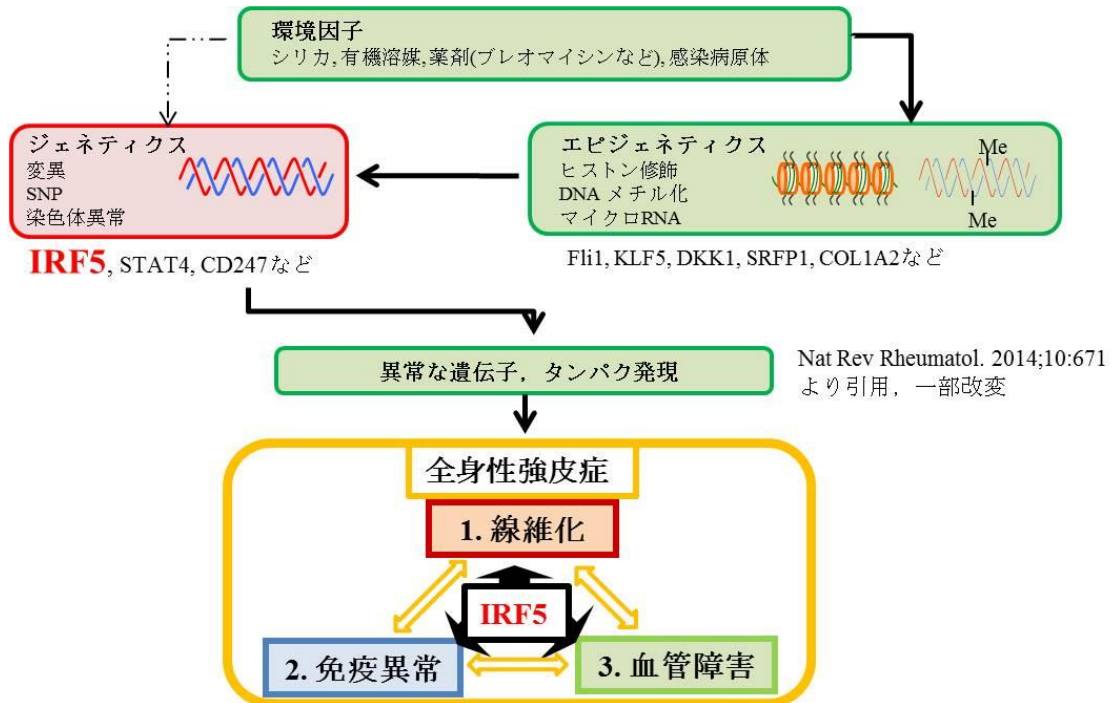 環境因子
シリカ, 有機溶媒, 薬剤(ブレオマイシンなど), 感染病原体
ジェネティクス
変異
SNP
染色体異常
エピジェネティクス
ヒストン修飾
DNA メチル化
マイクロRNA
Me
Me
IRF5, STAT4, CD247など
Fli1, KLF5, DKK1, SRFP1, COL1A2など
異常な遺伝子，タンパク発現
Nat Rev Rheumatol. 2014;10:671
より引用，一部改変
全身性強皮症
1. 線維化
IRF5
2. 免疫異常
3. 血管障害